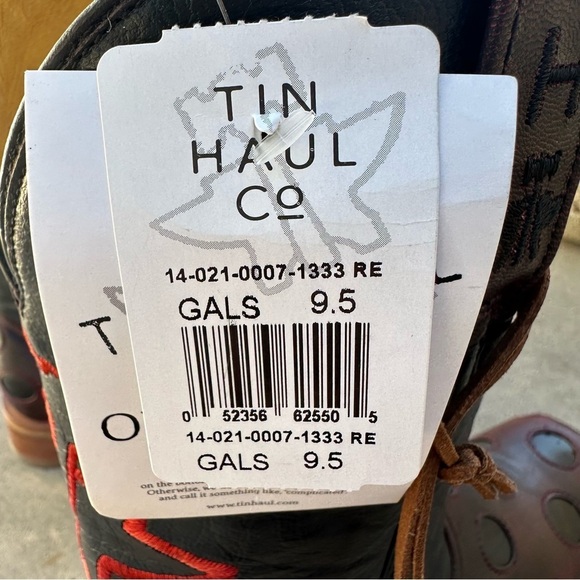 TIN
HAUL
Co
14-021-0007-1333 RE
GALS 9.5
0 52356 62550 5
14-021-0007-1333 RE
GALS 9.5
T
O
on the
Otherwise,
and call it something like, 'complicated'
www.tinhaul.com
H